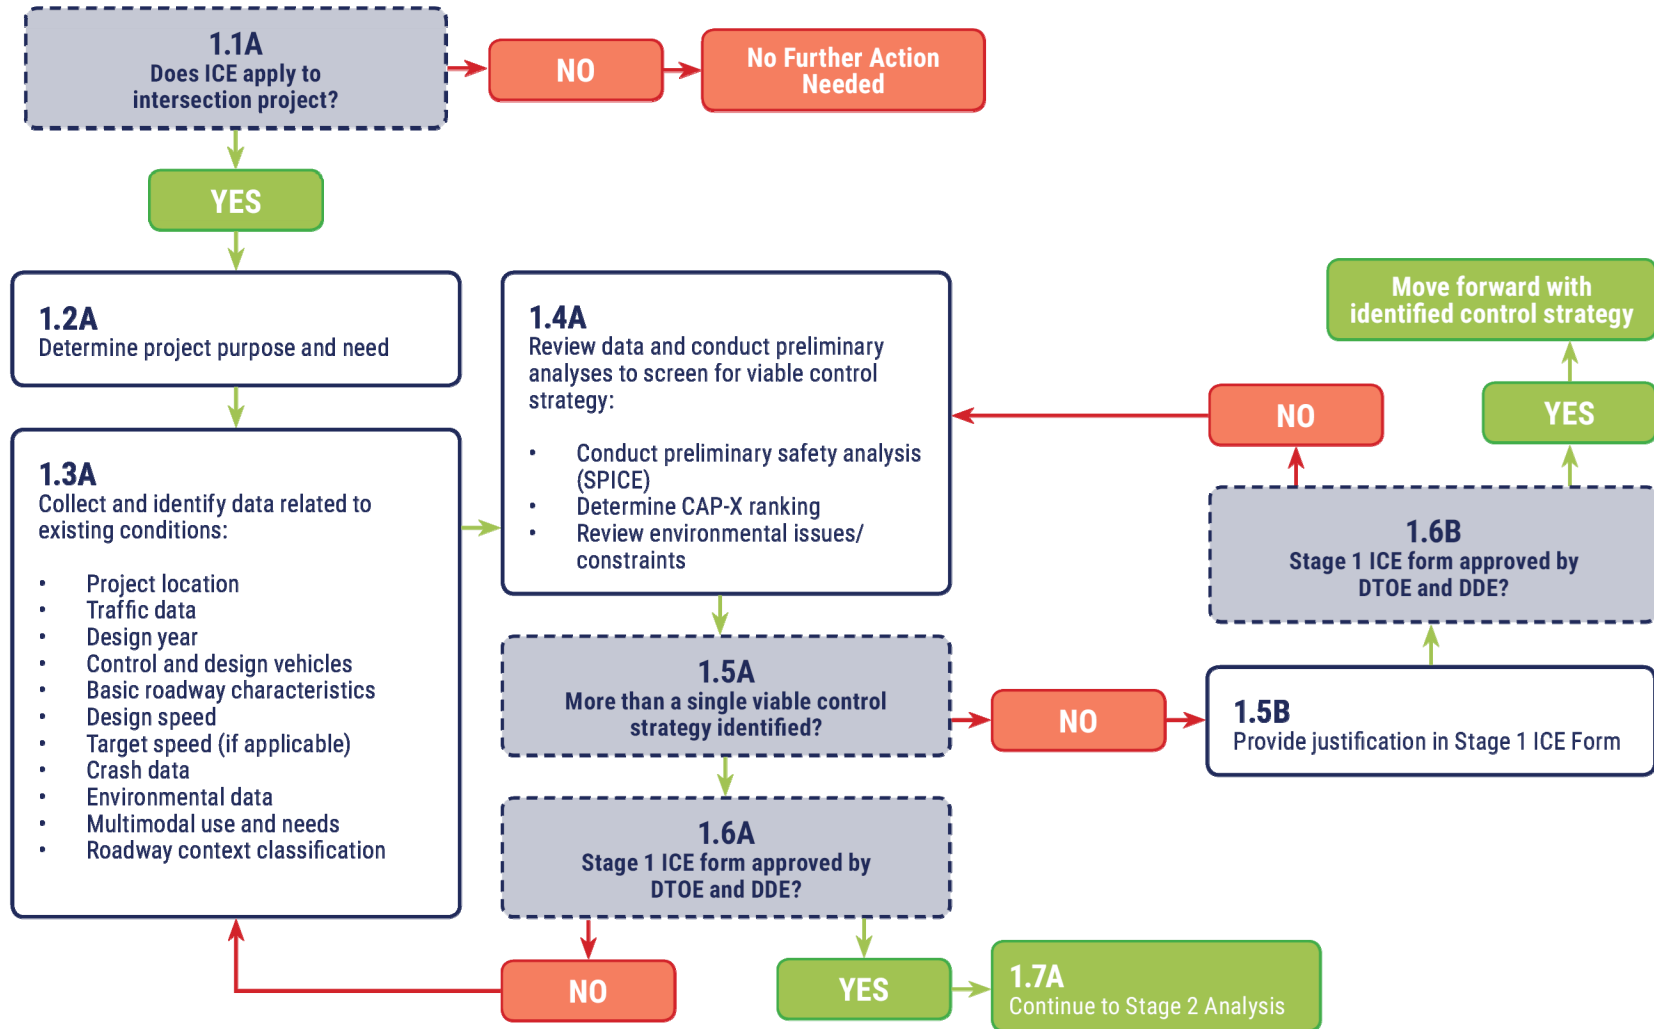 1.1A
Does ICE apply to
intersection project?
NO
No Further Action
Needed
YES
1.2A
Determine project purpose and need
1.3A
Collect and identify data related to
existing conditions:
• Project location
• Traffic data
• Design year
• Control and design vehicles
• Basic roadway characteristics
• Design speed
• Target speed (if applicable)
• Crash data
• Environmental data
• Multimodal use and needs
• Roadway context classification
1.4A
Review data and conduct preliminary
analyses to screen for viable control
strategy:
• Conduct preliminary safety analysis
(SPICE)
• Determine CAP-X ranking
• Review environmental issues/
constraints
1.5A
More than a single viable control
strategy identified?
NO
1.5B
Provide justification in Stage 1 ICE Form
1.6B
Stage 1 ICE form approved by
DTOE and DDE?
NO
YES
Move forward with
identified control strategy
1.6A
Stage 1 ICE form approved by
DTOE and DDE?
NO
YES
1.7A
Continue to Stage 2 Analysis